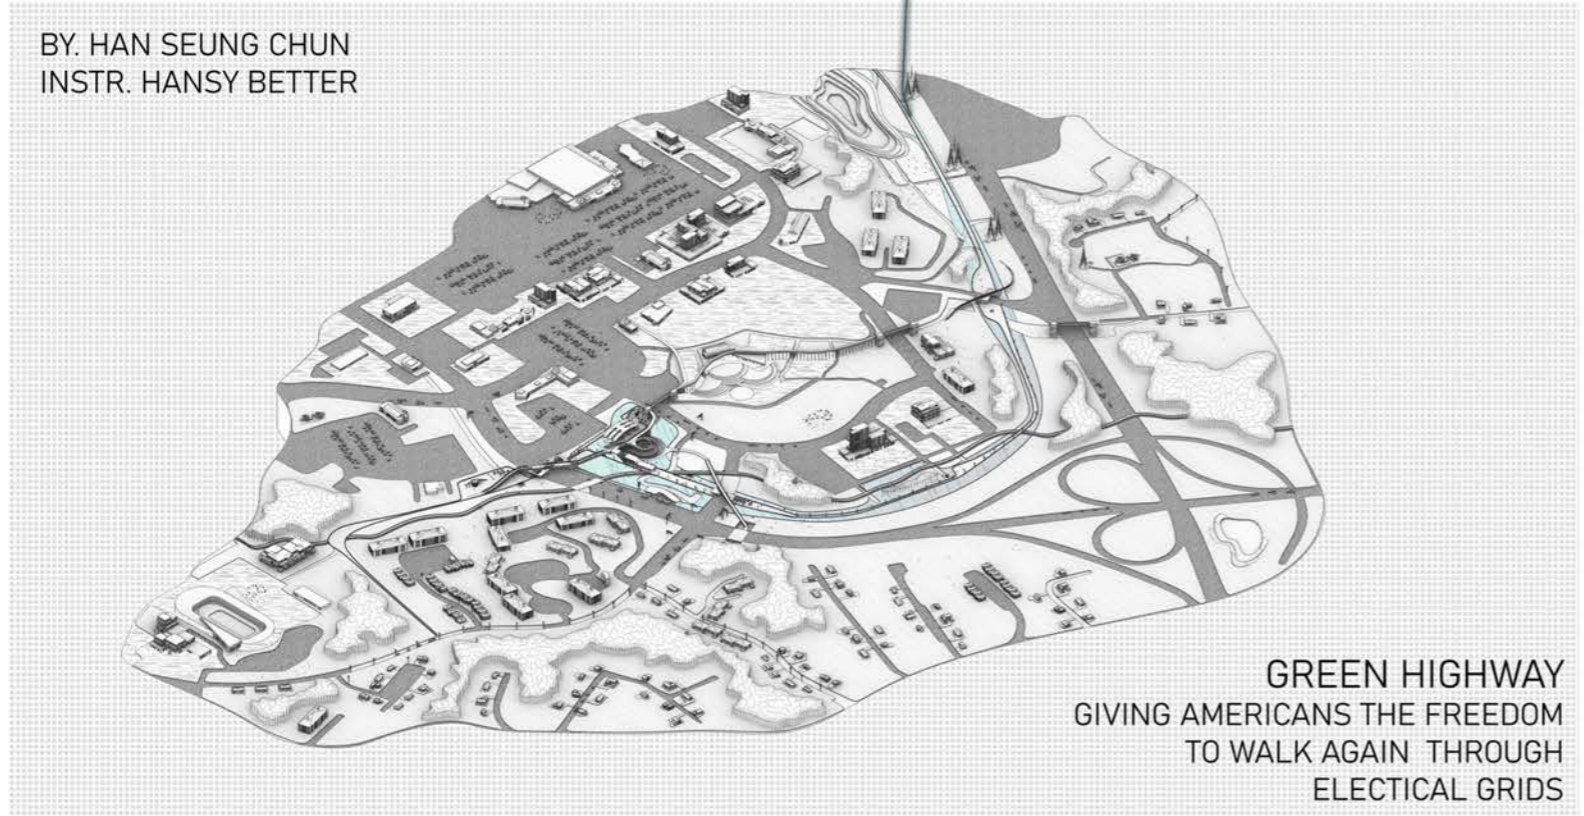 BY. HAN SEUNG CHUN
INSTR. HANSY BETTER
GREEN HIGHWAY
GIVING AMERICANS THE FREEDOM
TO WALK AGAIN THROUGH
ELECTICAL GRIDS